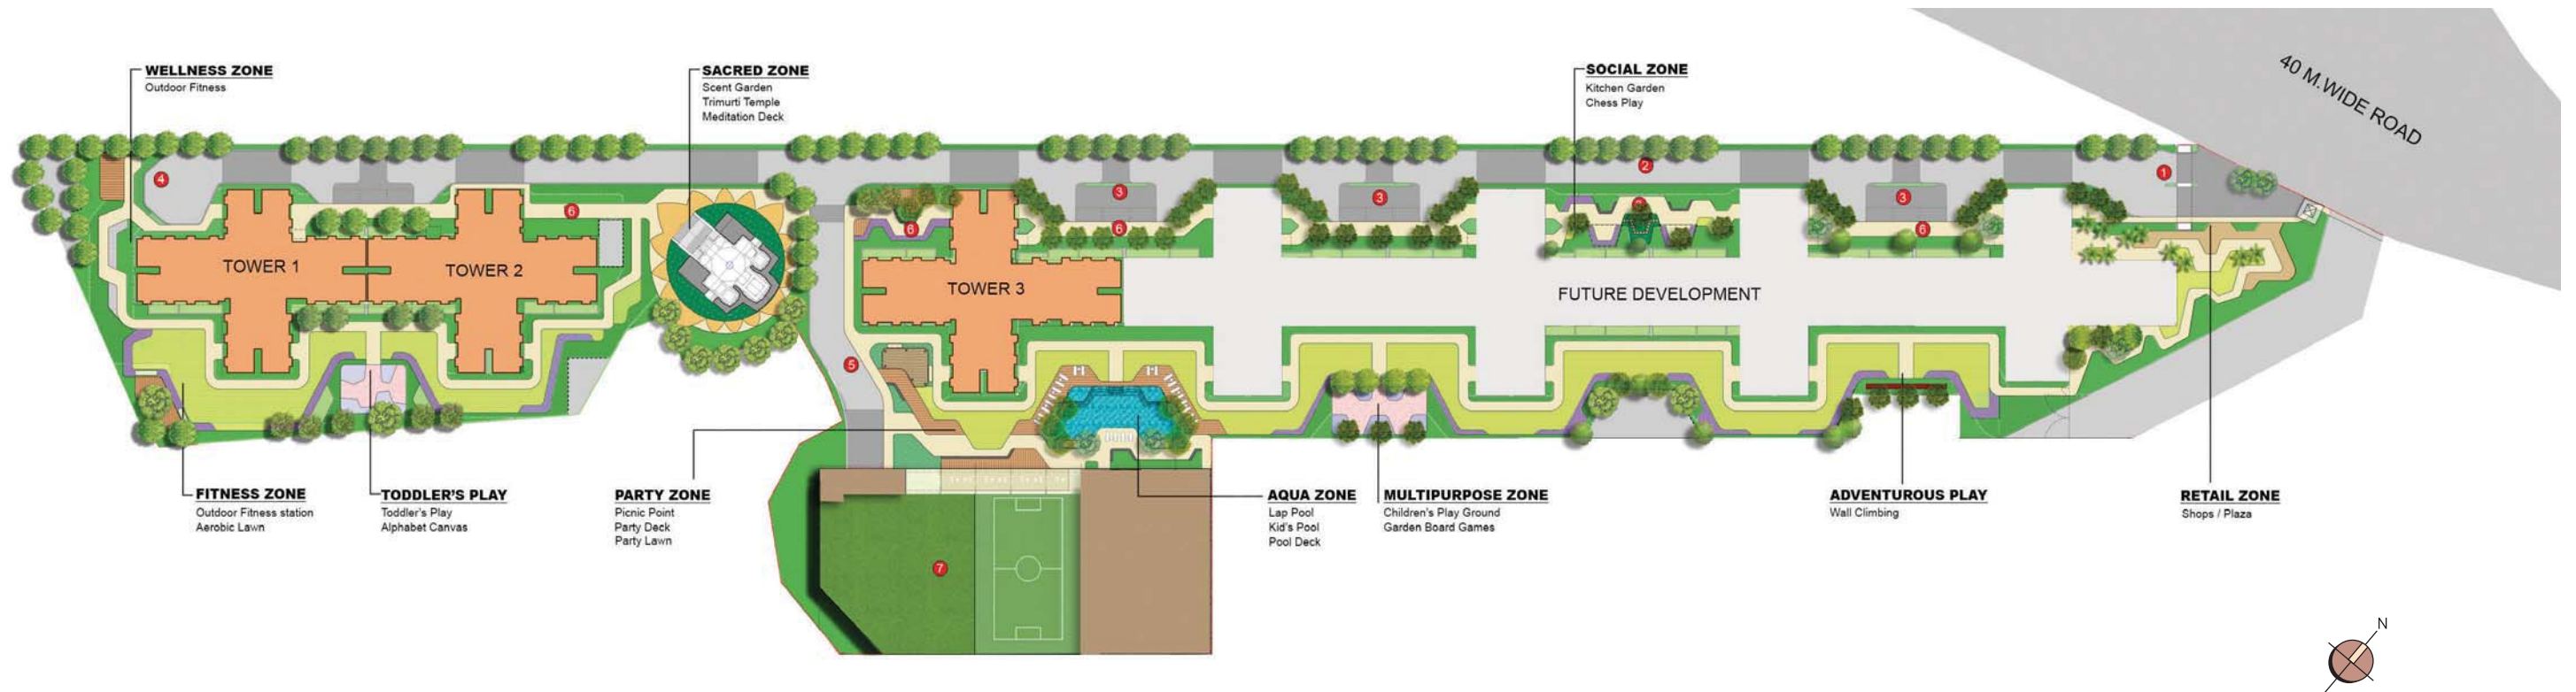 WELLNESS ZONE
Outdoor Fitness
SACRED ZONE
Scent Garden
Trimurti Temple
Meditation Deck
SOCIAL ZONE
Kitchen Garden
Chess Play
40 M.WIDE ROAD
4
3
3
2
3
1
6
6
6
6
TOWER 1
TOWER 2
TOWER 3
FUTURE DEVELOPMENT
5
FITNESS ZONE
Outdoor Fitness station
Aerobic Lawn
TODDLER'S PLAY
Toddler's Play
Alphabet Canvas
PARTY ZONE
Picnic Point
Party Deck
Party Lawn
AQUA ZONE
Lap Pool
Kid's Pool
Pool Deck
MULTIPURPOSE ZONE
Children's Play Ground
Garden Board Games
ADVENTUROUS PLAY
Wall Climbing
RETAIL ZONE
Shops / Plaza
7
N